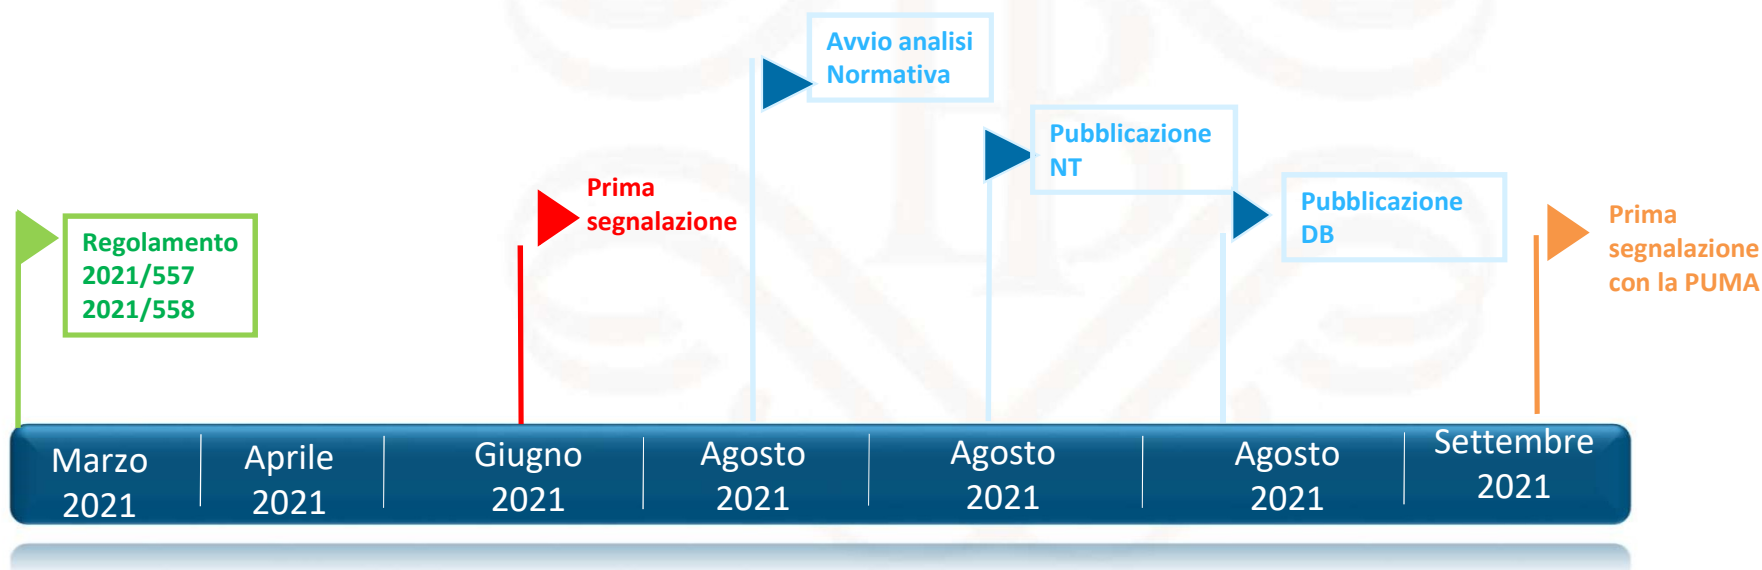 Avvio analisi
Normativa
Pubblicazione
NT
Prima
segnalazione
Pubblicazione
DB
Regolamento
2021/557
2021/558
Prima
segnalazione
con la PUMA
Marzo
2021
Aprile
2021
Giugno
2021
Agosto
2021
Agosto
2021
Agosto
2021
Settembre
2021